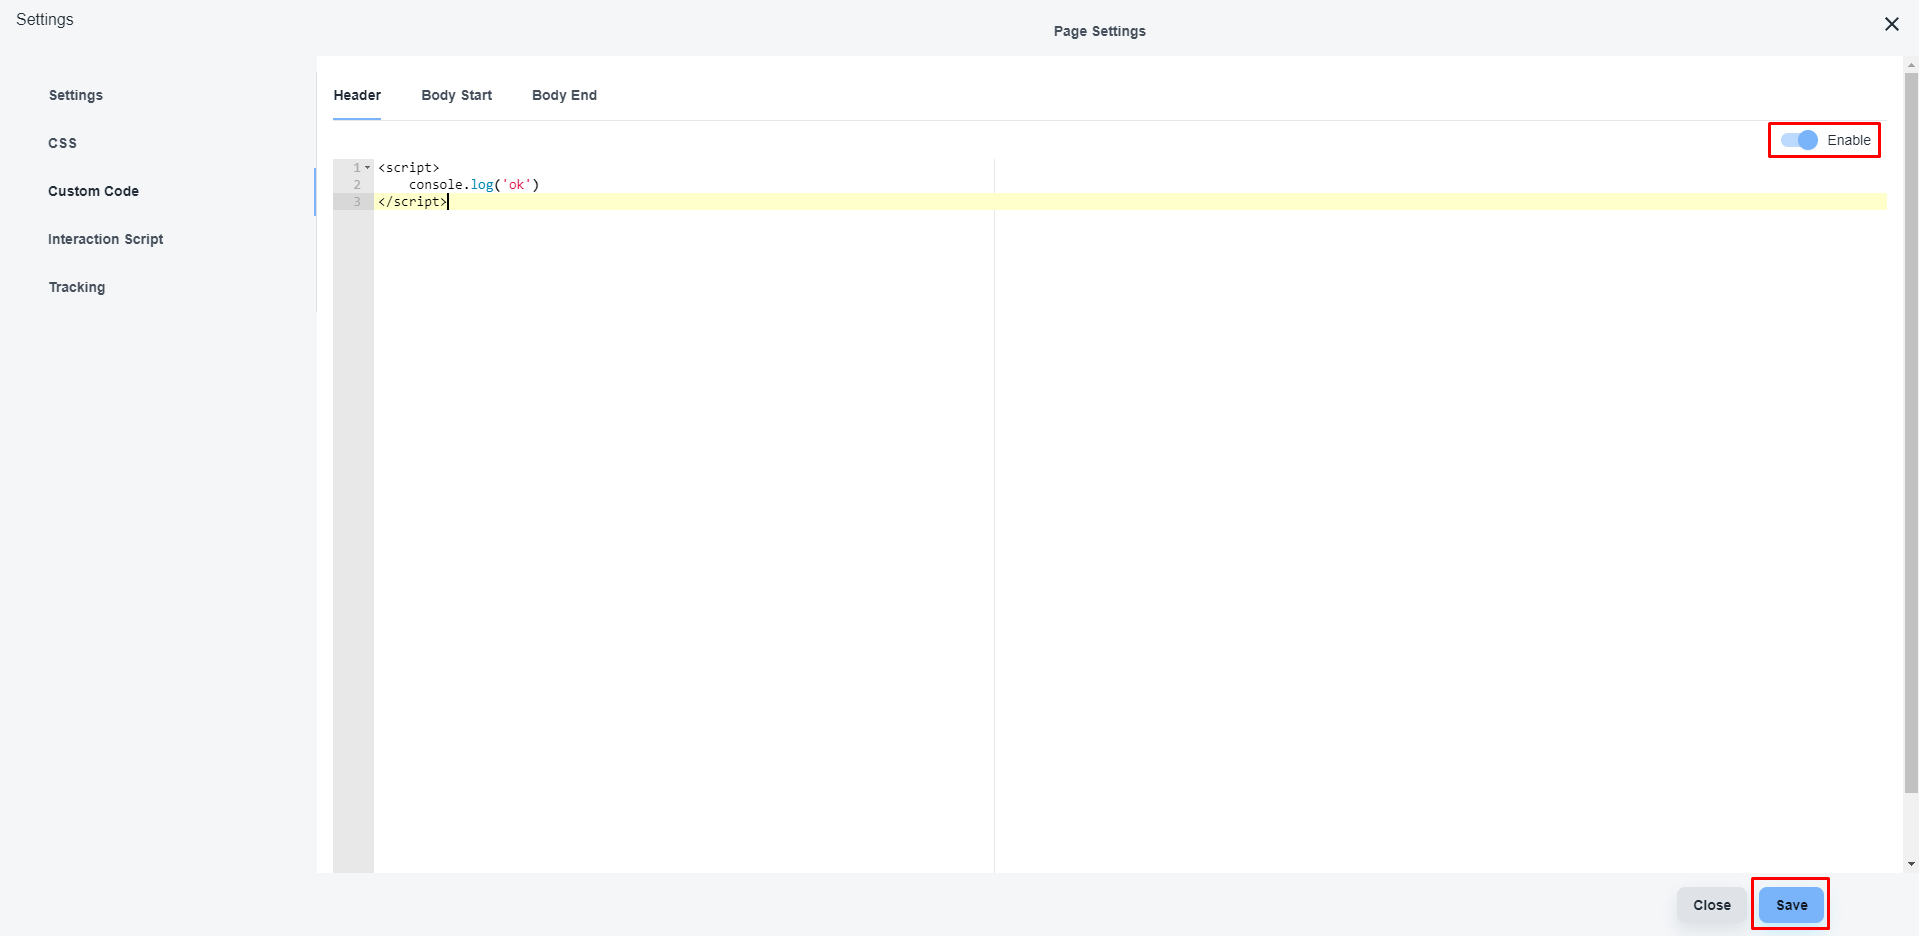 Settings
Page Settings
Settings
CSS
Custom Code
Interaction Script
Tracking
Header Body Start Body End
Enable
1 <script>
2     console.log('ok')
3 </script>
Close Save